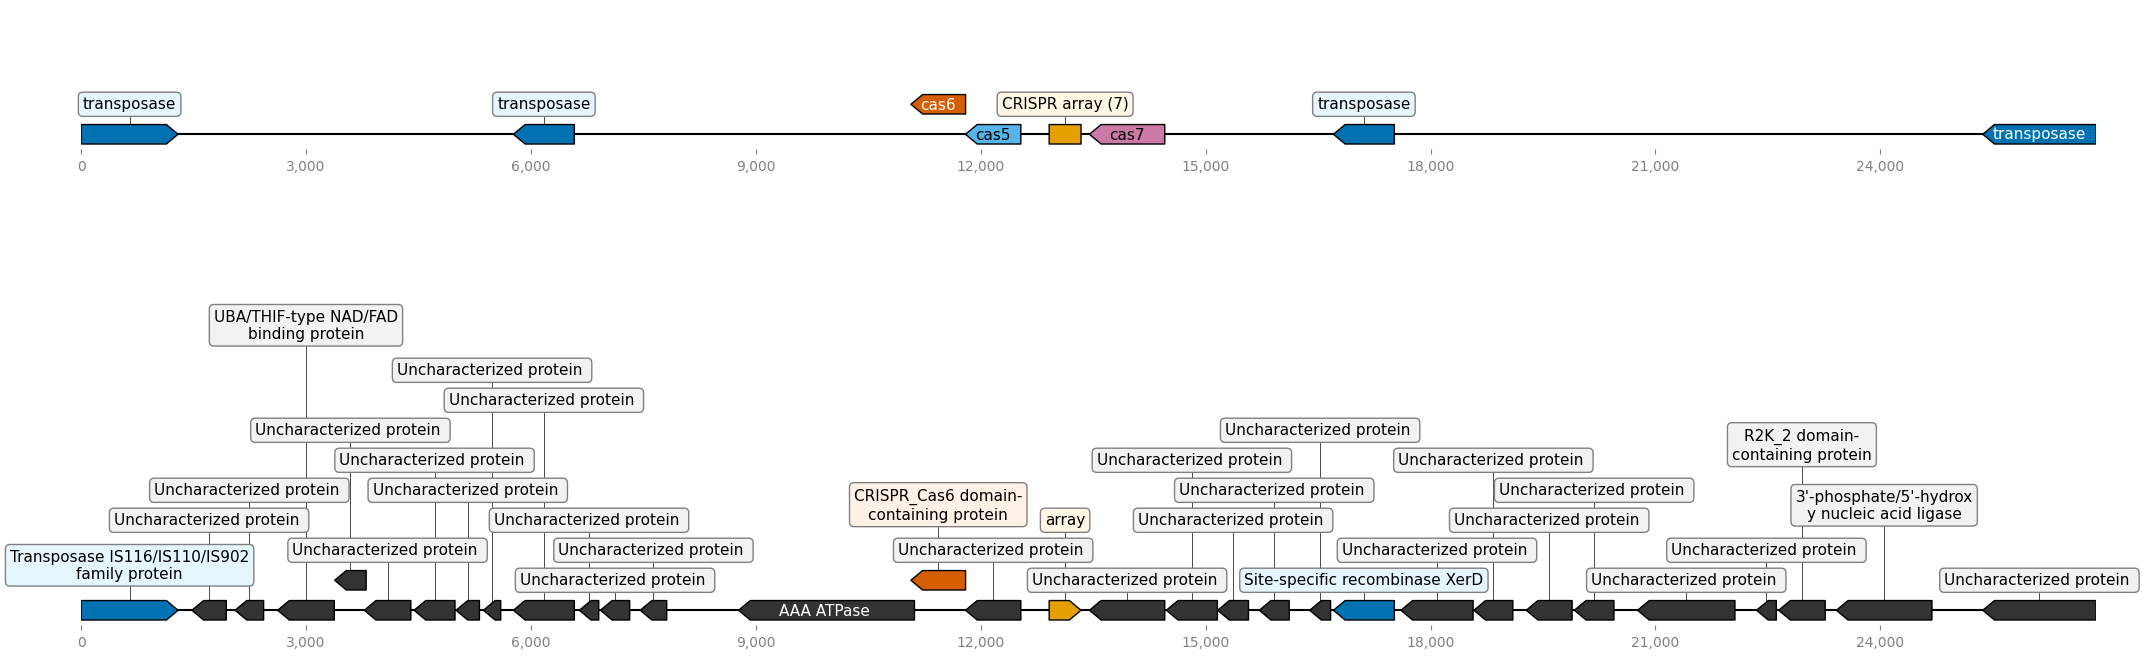 transposase
transposase
cas6
CRISPR array (7)
transposase
cas5
cas7
transposase
0
3,000
6,000
9,000
12,000
15,000
18,000
21,000
24,000
UBA/THIF-type NAD/FAD
binding protein
Uncharacterized protein
Uncharacterized protein
Uncharacterized protein
Uncharacterized protein
R2K_2 domain-
containing protein
Uncharacterized protein
Uncharacterized protein
Uncharacterized protein
Uncharacterized protein
Uncharacterized protein
CRISPR_Cas6 domain-
containing protein
Uncharacterized protein
Uncharacterized protein
3'-phosphate/5'-hydrox
y nucleic acid ligase
Uncharacterized protein
Uncharacterized protein
array
Uncharacterized protein
Uncharacterized protein
Transposase IS116/IS110/IS902
family protein
Uncharacterized protein
Uncharacterized protein
Uncharacterized protein
Uncharacterized protein
Uncharacterized protein
Uncharacterized protein
Uncharacterized protein
Site-specific recombinase XerD
Uncharacterized protein
Uncharacterized protein
AAA ATPase
0
3,000
6,000
9,000
12,000
15,000
18,000
21,000
24,000